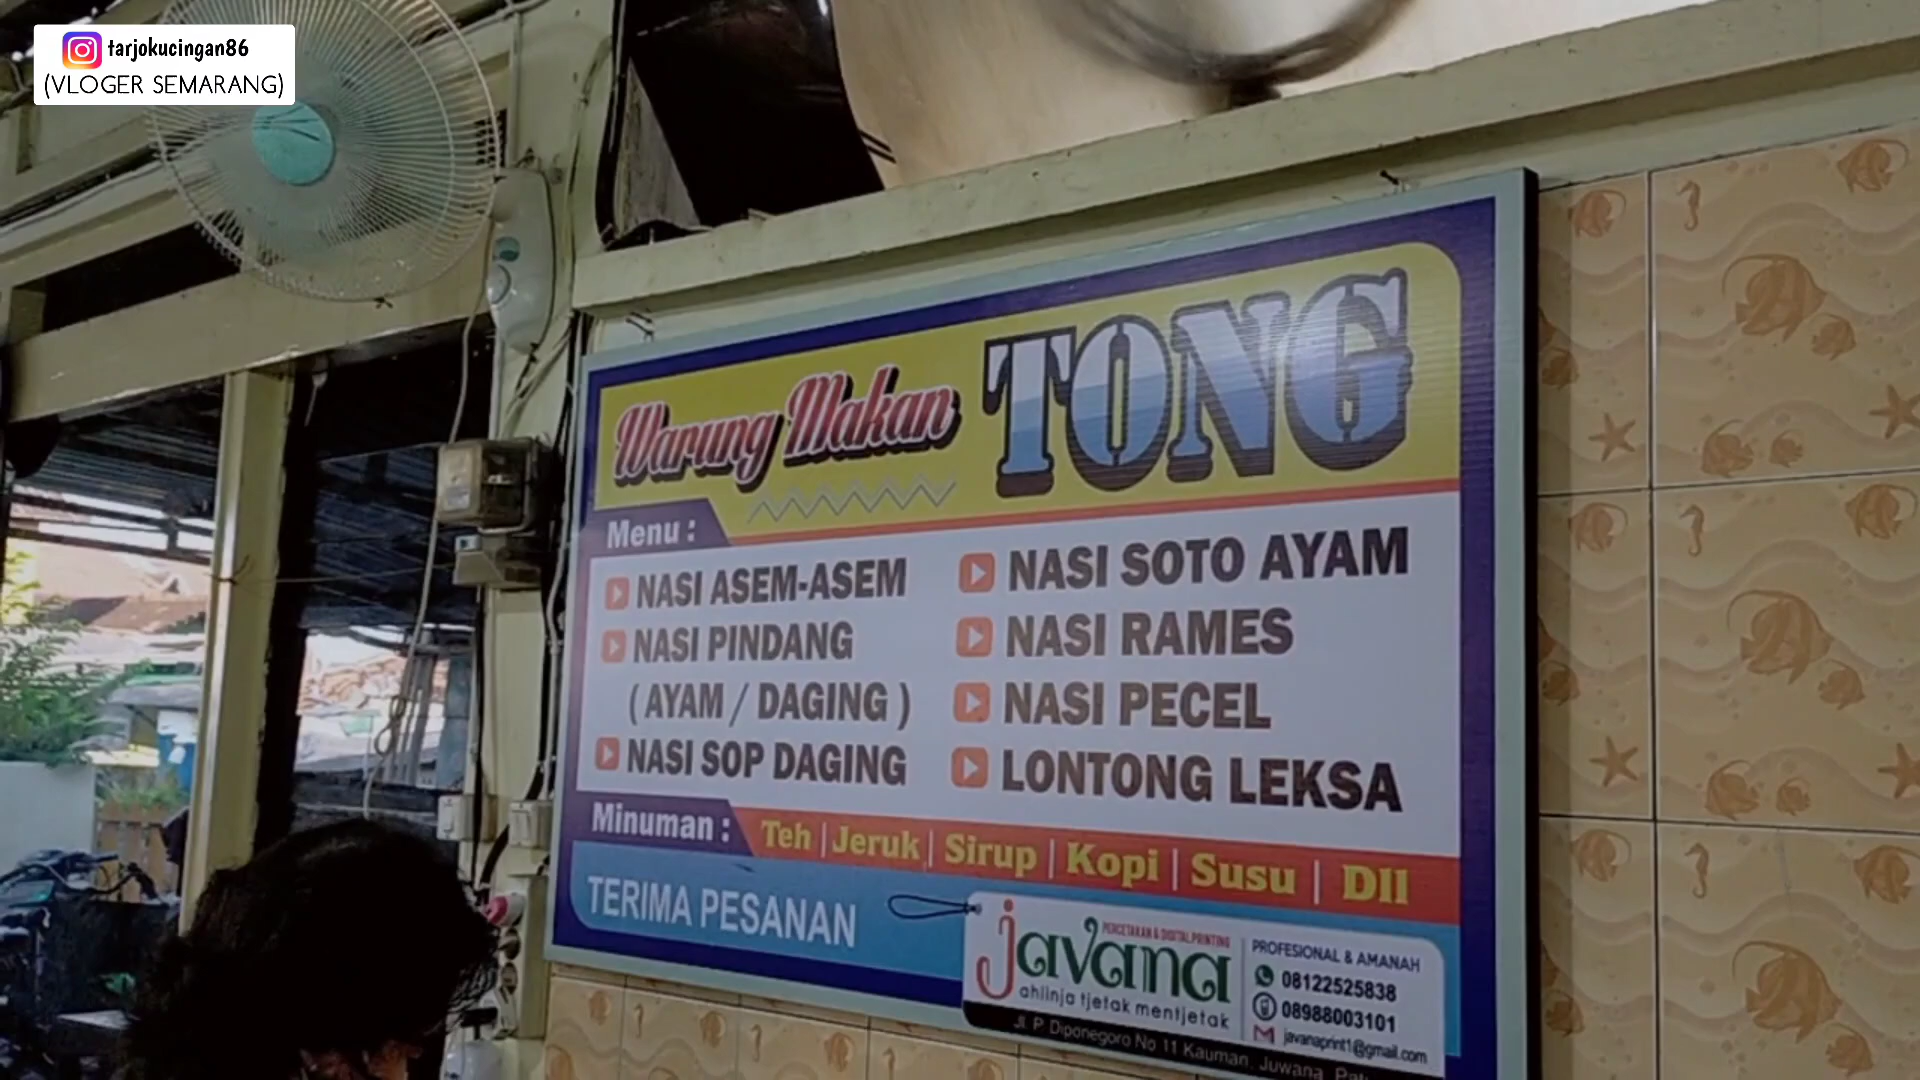 tarjokucingan86
(VLOGER SEMARANG)
Warung Makan TONG
Menu :
NASI ASEM-ASEM
NASI PINDANG
( AYAM / DAGING )
NASI SOP DAGING
NASI SOTO AYAM
NASI RAMES
NASI PECEL
LONTONG LEKSA
Minuman : Teh | Jeruk | Sirup | Kopi | Susu | Dll
TERIMA PESANAN
PERCETAKAN & DIGITAL PRINTING
javana
ahlinja tjetak mentjetak
PROFESIONAL & AMANAH
08122525838
08988003101
javanaprint1@gmail.com
Jl. P. Diponegoro No 11 Kauman, Juwana,